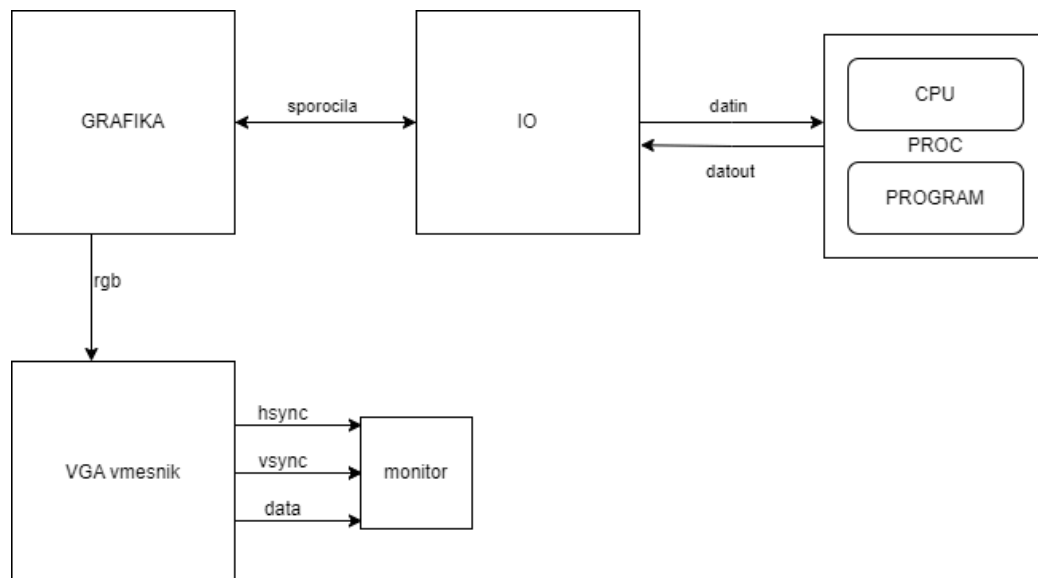 GRAFIKA
sporocila
IO
datin
datout
CPU
PROC
PROGRAM
rgb
VGA vmesnik
hsync
vsync
data
monitor